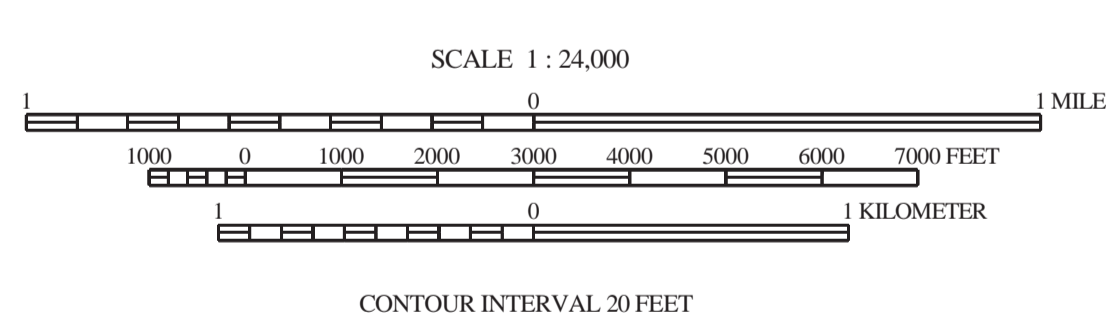 SCALE 1 : 24,000
1 0 1 MILE
1000 0 1000 2000 3000 4000 5000 6000 7000 FEET
1 0 1 KILOMETER
CONTOUR INTERVAL 20 FEET